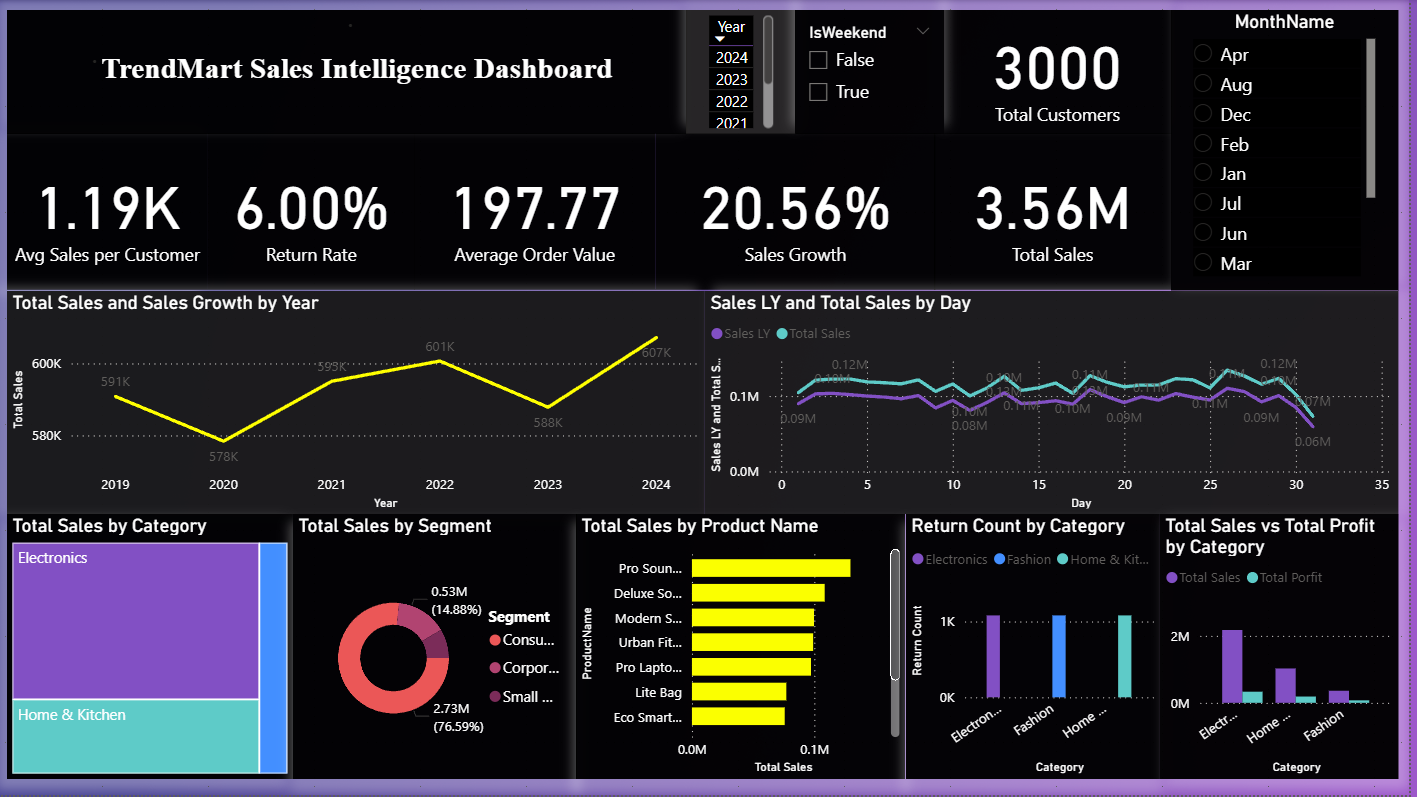 TrendMart Sales Intelligence Dashboard
Year
2024
2023
2022
2021
IsWeekend
False
True
3000
Total Customers
MonthName
Apr
Aug
Dec
Feb
Jan
Jul
Jun
Mar
1.19K
Avg Sales per Customer
6.00%
Return Rate
197.77
Average Order Value
20.56%
Sales Growth
3.56M
Total Sales
Total Sales and Sales Growth by Year
Total Sales
600K
580K
591K
578K
595K
601K
588K
607K
2019
2020
2021
2022
2023
2024
Year
Sales LY and Total Sales by Day
Sales LY
Total Sales
Sales LY and Total S...
0.1M
0.0M
0.09M
0.12M
0.10M
0.08M
0.11M
0.10M
0.11M
0.09M
0.11M
0.11M
0.09M
0.12M
0.06M
0
5
10
15
20
25
30
35
Day
Total Sales by Category
Electronics
Home & Kitchen
Total Sales by Segment
0.53M
(14.88%)
2.73M
(76.59%)
Segment
Consu...
Corpor...
Small ...
Total Sales by Product Name
ProductName
Pro Soun...
Deluxe So...
Modern S...
Urban Fit...
Pro Lapto...
Lite Bag
Eco Smart...
0.0M
0.1M
Total Sales
Return Count by Category
Electronics
Fashion
Home & Kit...
Return Count
1K
0K
Electron...
Fashion
Home ...
Category
Total Sales vs Total Profit
by Category
Total Sales
Total Porfit
2M
0M
Electr...
Home ...
Fashion
Category